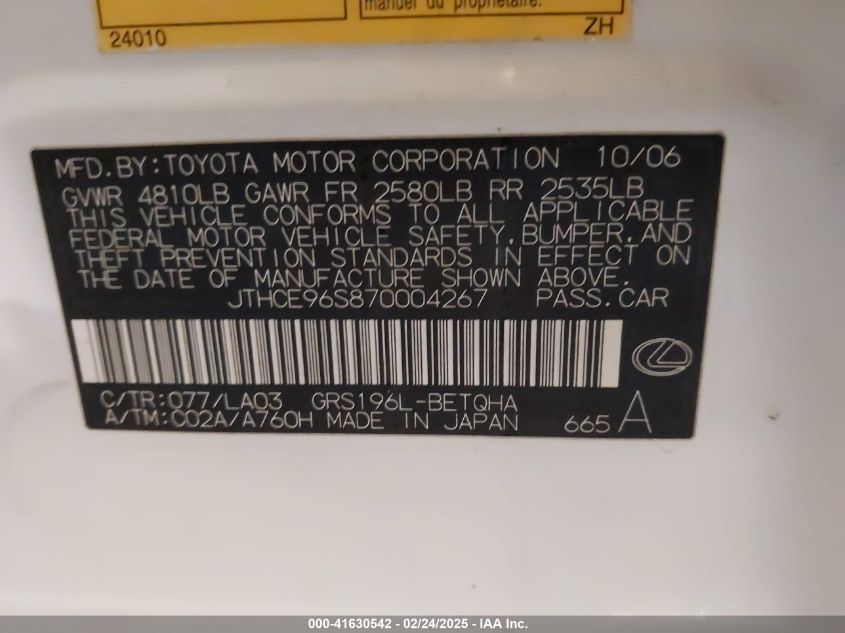 manuel du propriétaire.
24010 ZH
MFD.BY:TOYOTA MOTOR CORPORATION 10/06
GVWR 4810LB GAWR FR 2580LB RR 2535LB
THIS VEHICLE CONFORMS TO ALL APPLICABLE
FEDERAL MOTOR VEHICLE SAFETY,BUMPER,AND
THEFT PREVENTION STANDARDS IN EFFECT ON
THE DATE OF MANUFACTURE SHOWN ABOVE.
JTHCE96S870004267 PASS.CAR
C/TR:077/LA03 GRS196L-BETQHA
A/TM:C02A/A760H MADE IN JAPAN 665 A
000-41630542 - 02/24/2025 - IAA Inc.